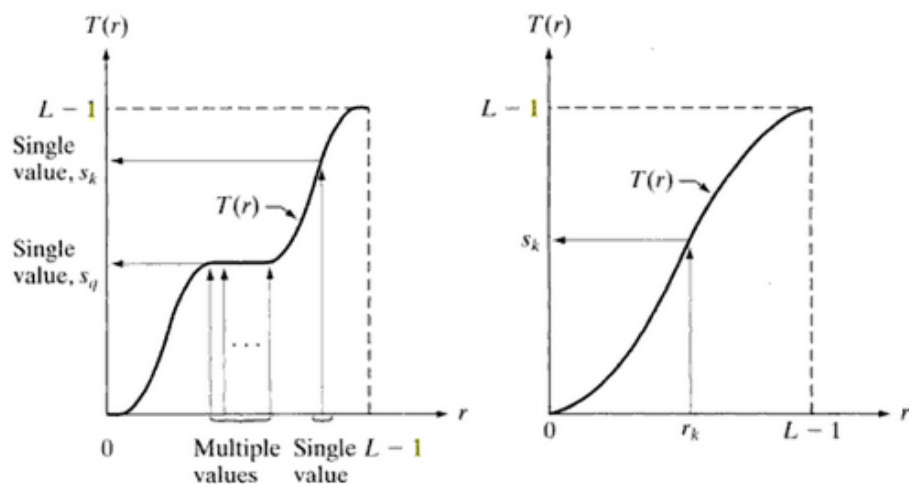 T(r)
L − 1
Single
value, s_k
T(r)
Single
value, s_q
...
r
0
Multiple
values
Single
value
L − 1
T(r)
L − 1
T(r)
s_k
r
0
r_k
L − 1